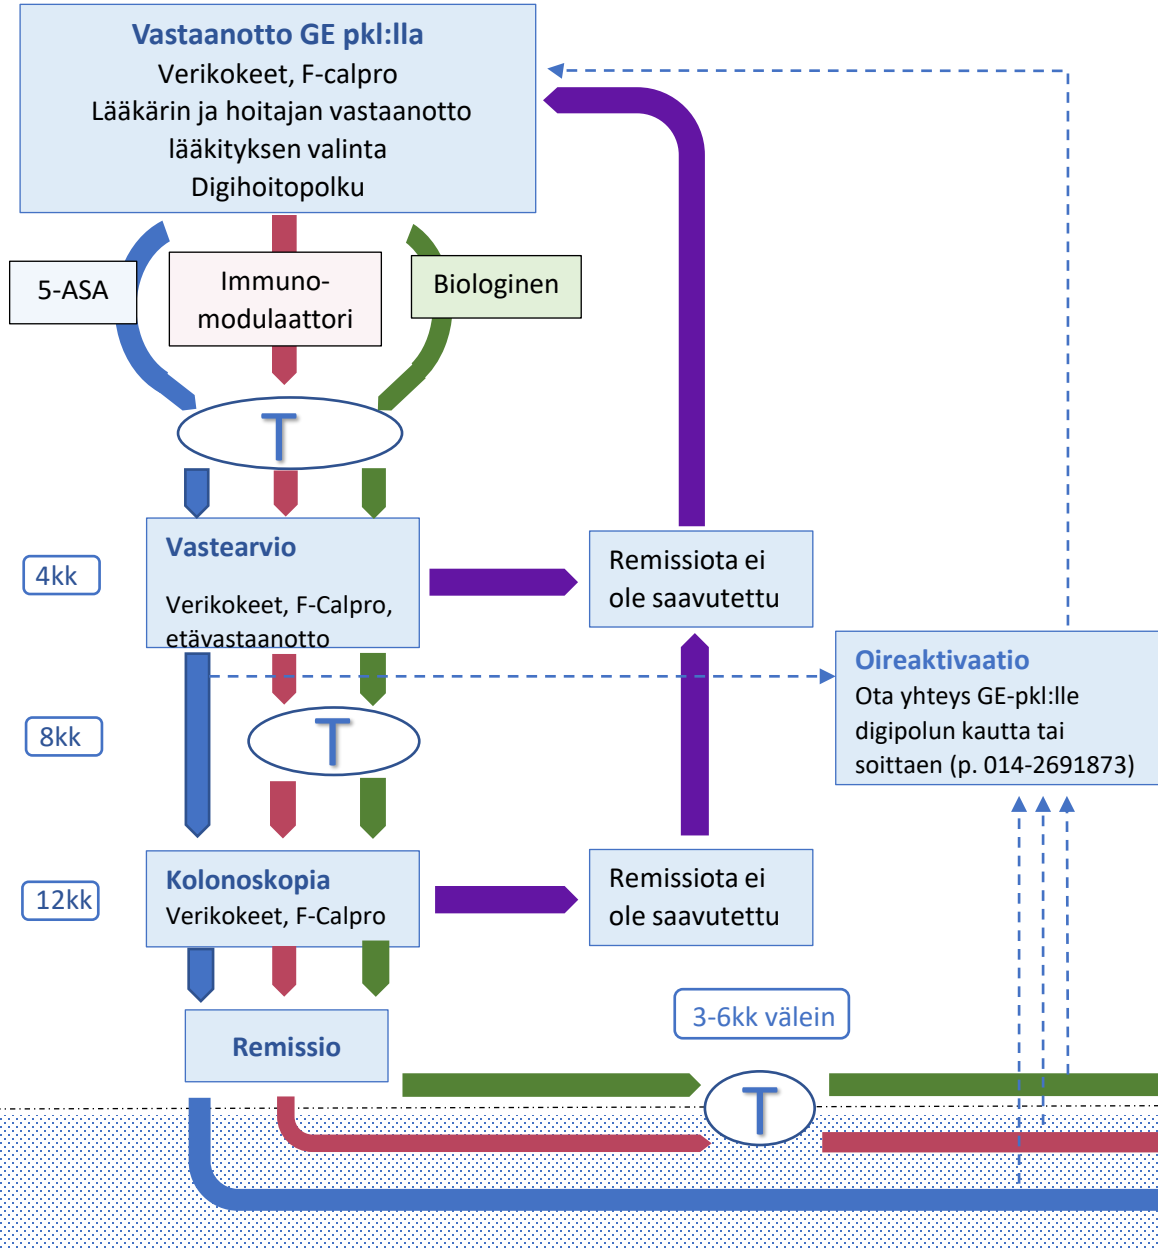 Vastaanotto GE pkl:lla
Verikokeet, F-calpro
Lääkärin ja hoitajan vastaanotto
lääkityksen valinta
Digihoitopolku
5-ASA
Immuno-
modulaattori
Biologinen
T
4kk
Vastearvio
Verikokeet, F-Calpro,
etävastaanotto
Remissiota ei
ole saavutettu
Oireaktivaatio
Ota yhteys GE-pkl:lle
digipolun kautta tai
soittaen (p. 014-2691873)
8kk
T
12kk
Kolonoskopia
Verikokeet, F-Calpro
Remissiota ei
ole saavutettu
3-6kk välein
Remissio
T